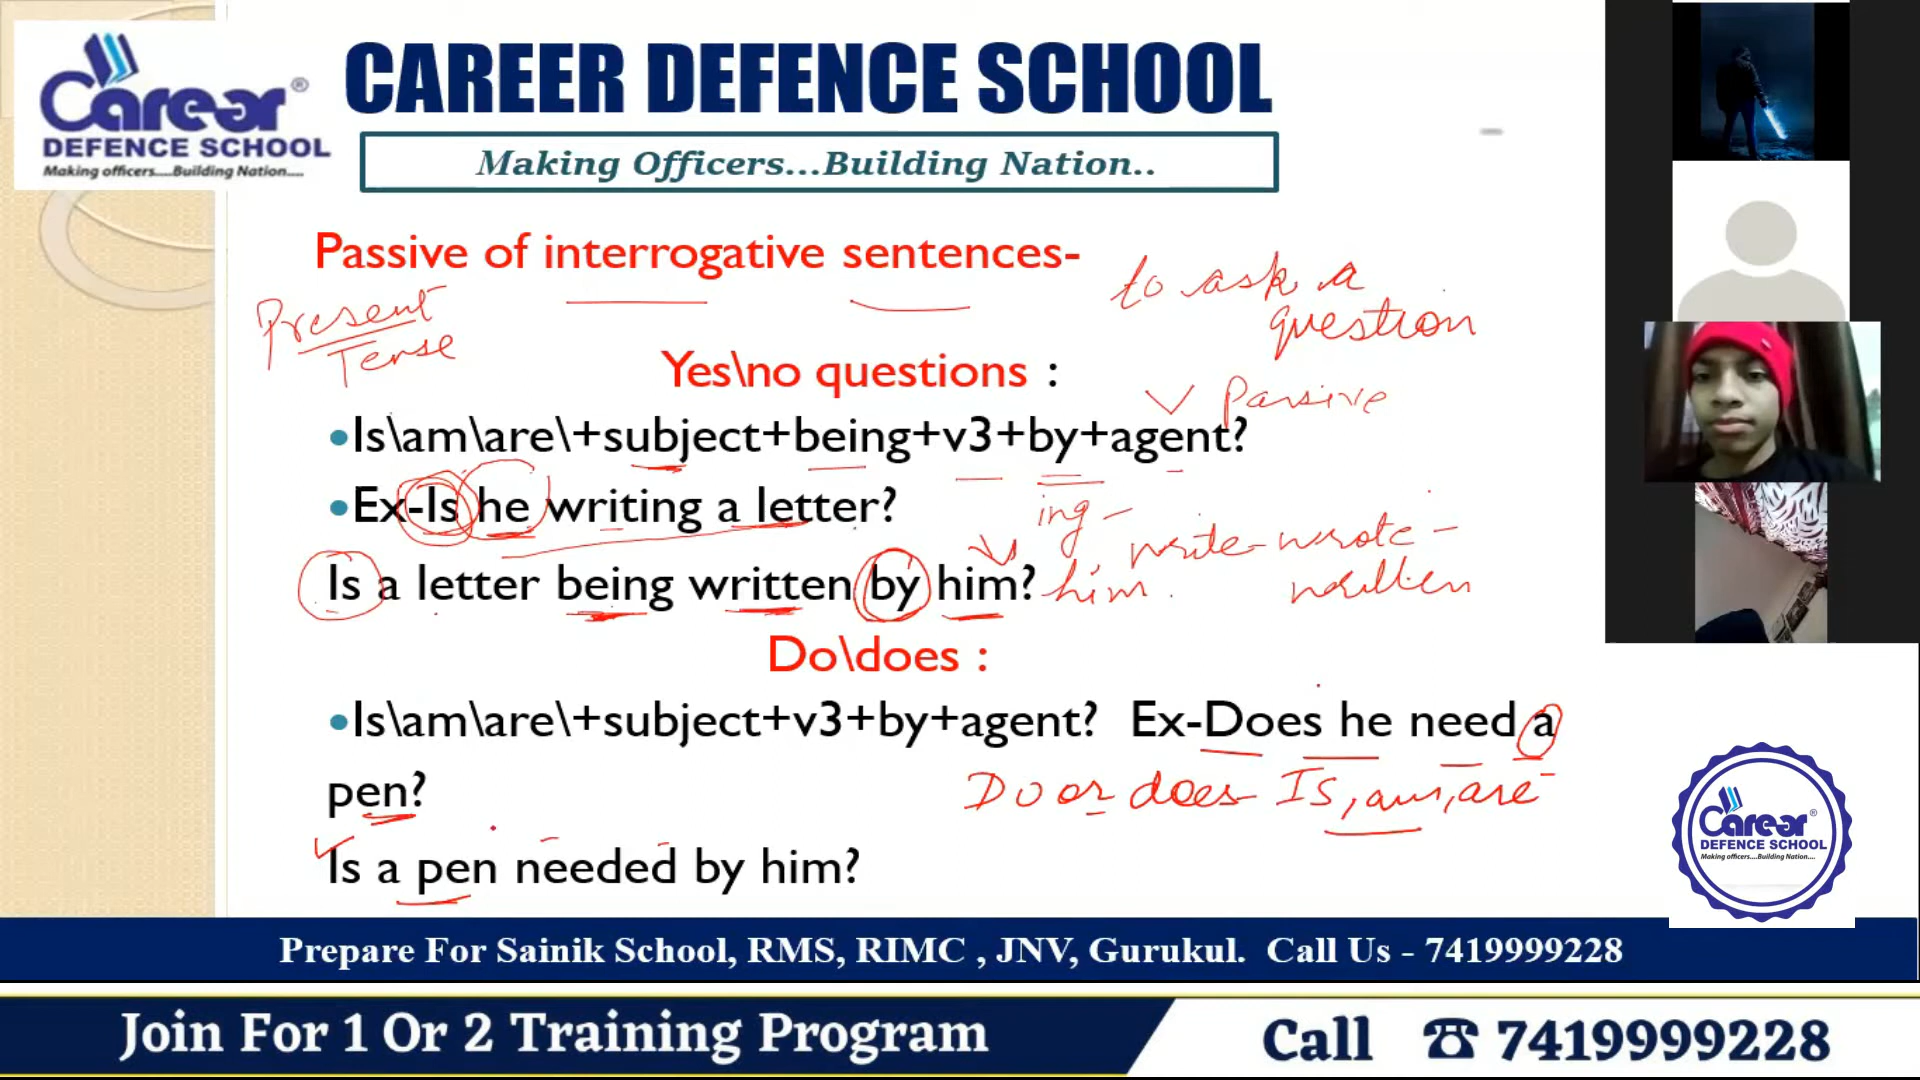 Career ®
DEFENCE SCHOOL
Making officers....Building Nation....
CAREER DEFENCE SCHOOL
Making Officers...Building Nation..
Passive of interrogative sentences-
to ask a
question
Present
Tense
Yes\no questions :
Passive
•Is\am\are\+subject+being+v3+by+agent?
•Ex-Is he writing a letter?
ing -
write-wrote-
written
Is a letter being written by him?
him.
Do\does :
•Is\am\are\+subject+v3+by+agent? Ex-Does he need a
pen?
Do or does Is, am, are
Is a pen needed by him?
Career
DEFENCE SCHOOL
Making officers....Building Nation....
Prepare For Sainik School, RMS, RIMC , JNV, Gurukul. Call Us - 7419999228
Join For 1 Or 2 Training Program
Call ☎ 7419999228